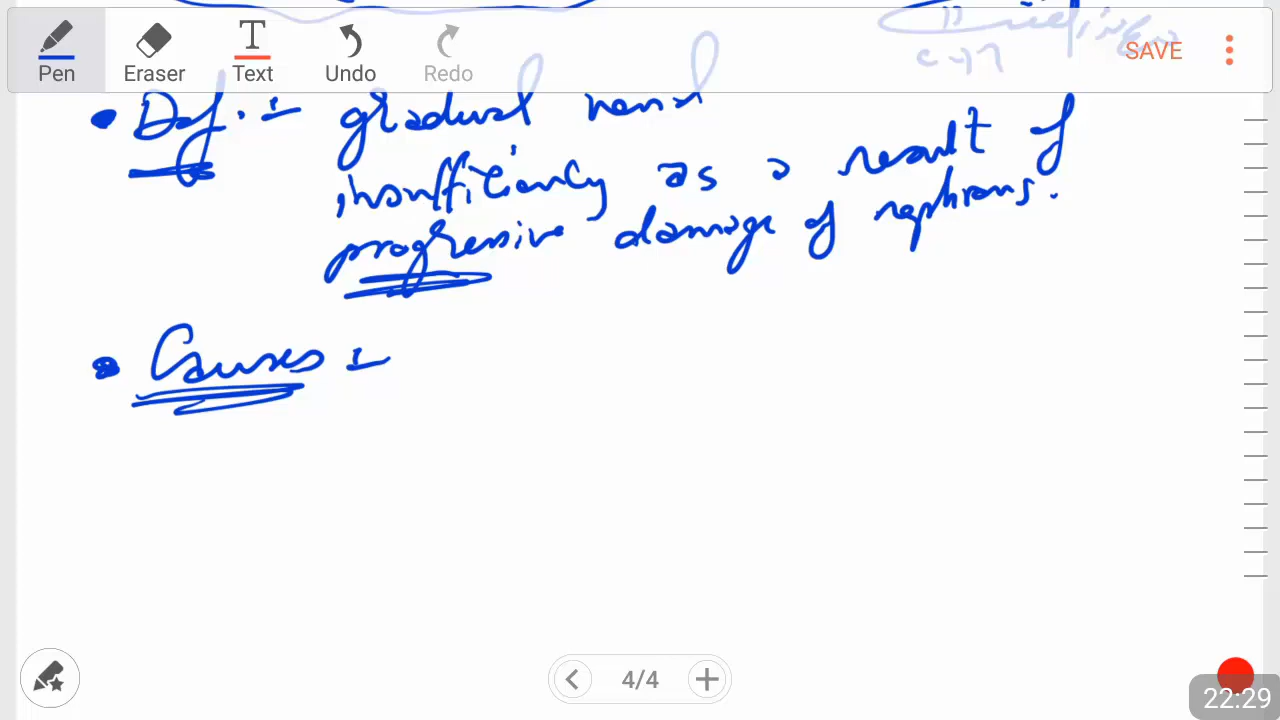 Pen Eraser Text Undo Redo SAVE
• Def. :- gradual renal
insufficiency as a result of
progressive damage of nephrons.
• Causes :-
4/4
22:29